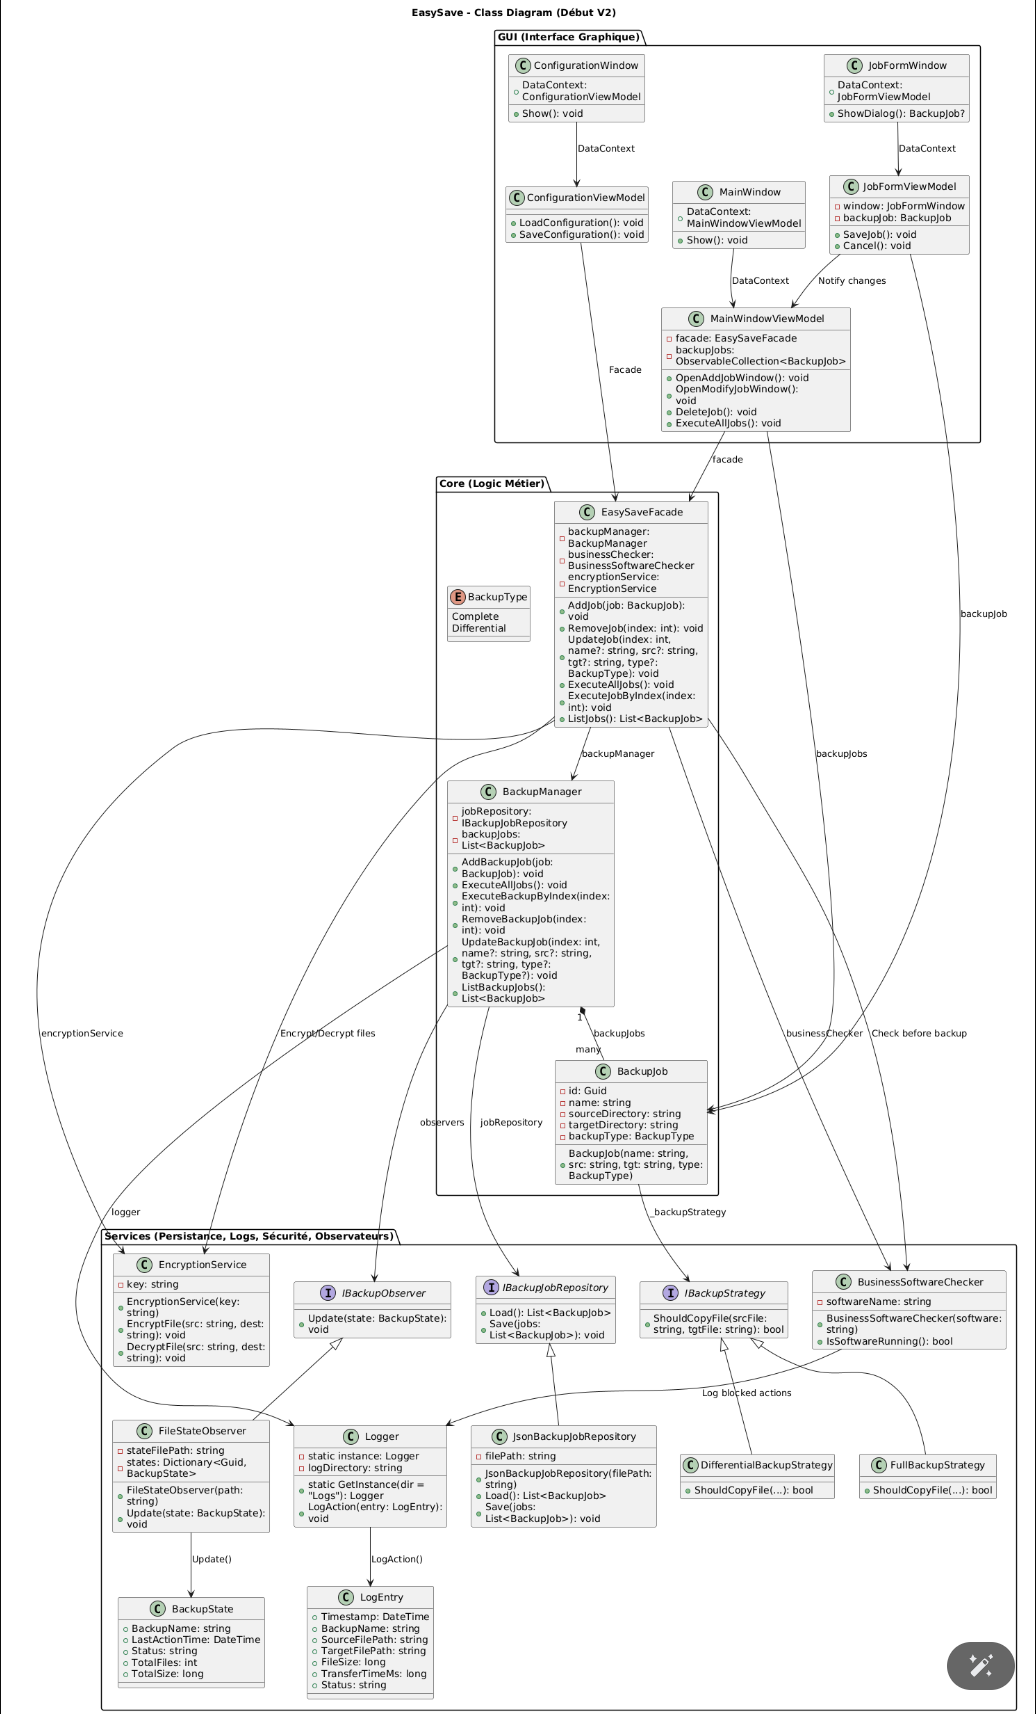 EasySave - Class Diagram (Début V2)
GUI (Interface Graphique)
C ConfigurationWindow
DataContext:
ConfigurationViewModel
Show(): void
C JobFormWindow
DataContext:
JobFormViewModel
ShowDialog(): BackupJob?
DataContext
DataContext
C ConfigurationViewModel
LoadConfiguration(): void
SaveConfiguration(): void
C MainWindow
DataContext:
MainWindowViewModel
Show(): void
C JobFormViewModel
window: JobFormWindow
backupJob: BackupJob
SaveJob(): void
Cancel(): void
DataContext
Notify changes
C MainWindowViewModel
facade: EasySaveFacade
backupJobs:
ObservableCollection<BackupJob>
OpenAddJobWindow(): void
OpenModifyJobWindow():
void
DeleteJob(): void
ExecuteAllJobs(): void
Facade
facade
Core (Logic Métier)
C EasySaveFacade
backupManager:
BackupManager
businessChecker:
BusinessSoftwareChecker
encryptionService:
EncryptionService
AddJob(job: BackupJob):
void
RemoveJob(index: int): void
UpdateJob(index: int,
name?: string, src?: string,
tgt?: string, type?:
BackupType): void
ExecuteAllJobs(): void
ExecuteJobByIndex(index:
int): void
ListJobs(): List<BackupJob>
E BackupType
Complete
Differential
backupJob
backupManager
backupJobs
C BackupManager
jobRepository:
IBackupJobRepository
backupJobs:
List<BackupJob>
AddBackupJob(job:
BackupJob): void
ExecuteAllJobs(): void
ExecuteBackupByIndex(index:
int): void
RemoveBackupJob(index:
int): void
UpdateBackupJob(index: int,
name?: string, src?: string,
tgt?: string, type?:
BackupType?): void
ListBackupJobs():
List<BackupJob>
encryptionService
Encrypt/Decrypt files
1
backupJobs
many
businessChecker
Check before backup
C BackupJob
id: Guid
name: string
sourceDirectory: string
targetDirectory: string
backupType: BackupType
BackupJob(name: string,
src: string, tgt: string, type:
BackupType)
observers
jobRepository
logger
_backupStrategy
Services (Persistance, Logs, Sécurité, Observateurs)
C EncryptionService
key: string
EncryptionService(key:
string)
EncryptFile(src: string, dest:
string): void
DecryptFile(src: string, dest:
string): void
I IBackupObserver
Update(state: BackupState):
void
I IBackupJobRepository
Load(): List<BackupJob>
Save(jobs:
List<BackupJob>): void
I IBackupStrategy
ShouldCopyFile(srcFile:
string, tgtFile: string): bool
C BusinessSoftwareChecker
softwareName: string
BusinessSoftwareChecker(software:
string)
IsSoftwareRunning(): bool
Log blocked actions
C FileStateObserver
stateFilePath: string
states: Dictionary<Guid,
BackupState>
FileStateObserver(path:
string)
Update(state: BackupState):
void
C Logger
static instance: Logger
logDirectory: string
static GetInstance(dir =
"Logs"): Logger
LogAction(entry: LogEntry):
void
C JsonBackupJobRepository
filePath: string
JsonBackupJobRepository(filePath:
string)
Load(): List<BackupJob>
Save(jobs:
List<BackupJob>): void
C DifferentialBackupStrategy
ShouldCopyFile(...): bool
C FullBackupStrategy
ShouldCopyFile(...): bool
Update()
LogAction()
C BackupState
BackupName: string
LastActionTime: DateTime
Status: string
TotalFiles: int
TotalSize: long
C LogEntry
Timestamp: DateTime
BackupName: string
SourceFilePath: string
TargetFilePath: string
FileSize: long
TransferTimeMs: long
Status: string